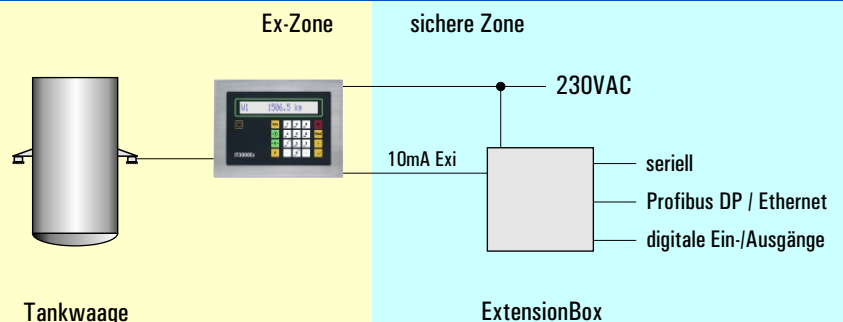 Ex-Zone
sichere Zone
230VAC
W1 1506.5 kg
IT3000Ex
10mA Exi
seriell
Profibus DP / Ethernet
digitale Ein-/Ausgänge
Tankwaage
ExtensionBox